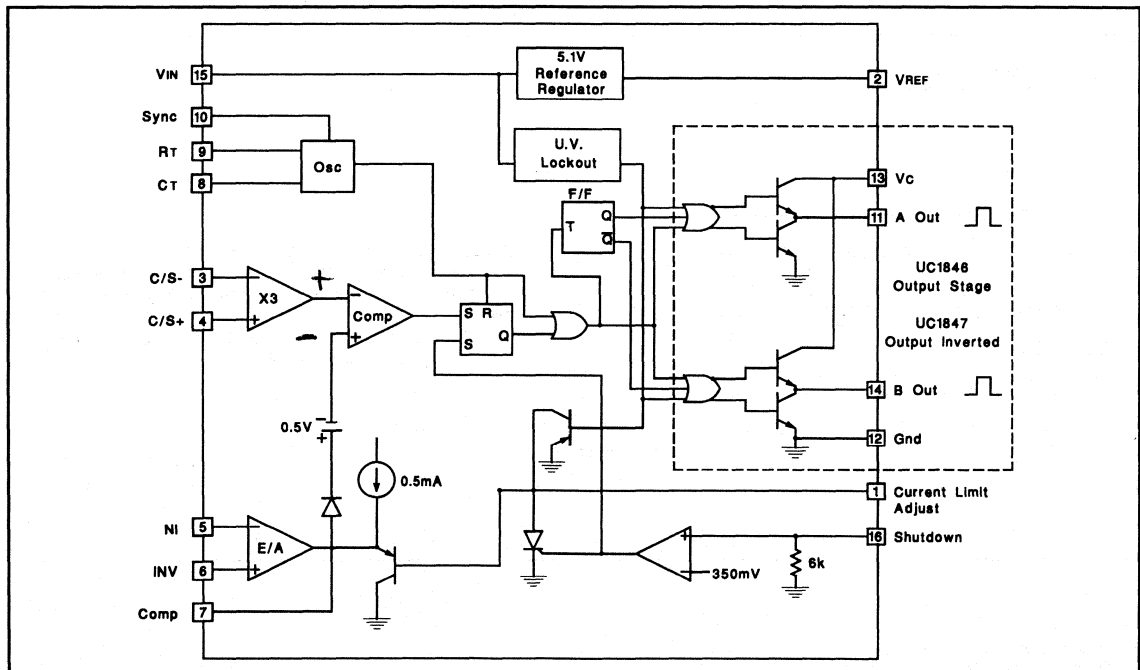 5.1V
Reference
Regulator
VIN 15
2 VREF
Sync 10
RT 9
CT 8
Osc
U.V.
Lockout
F/F
T Q
Q̅
13 VC
11 A Out
UC1846
Output Stage
UC1847
Output Inverted
C/S- 3 −
X3
+
C/S+ 4 +
−
− Comp
+
S R
S Q
14 B Out
12 Gnd
0.5V − +
0.5mA
1 Current Limit
Adjust
16 Shutdown
6k
+
− 350mV
NI 5 −
E/A
INV 6 +
Comp 7